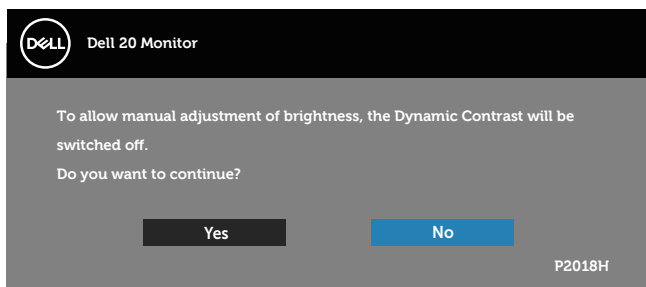 DELL
Dell 20 Monitor
To allow manual adjustment of brightness, the Dynamic Contrast will be
switched off.
Do you want to continue?
Yes
No
P2018H